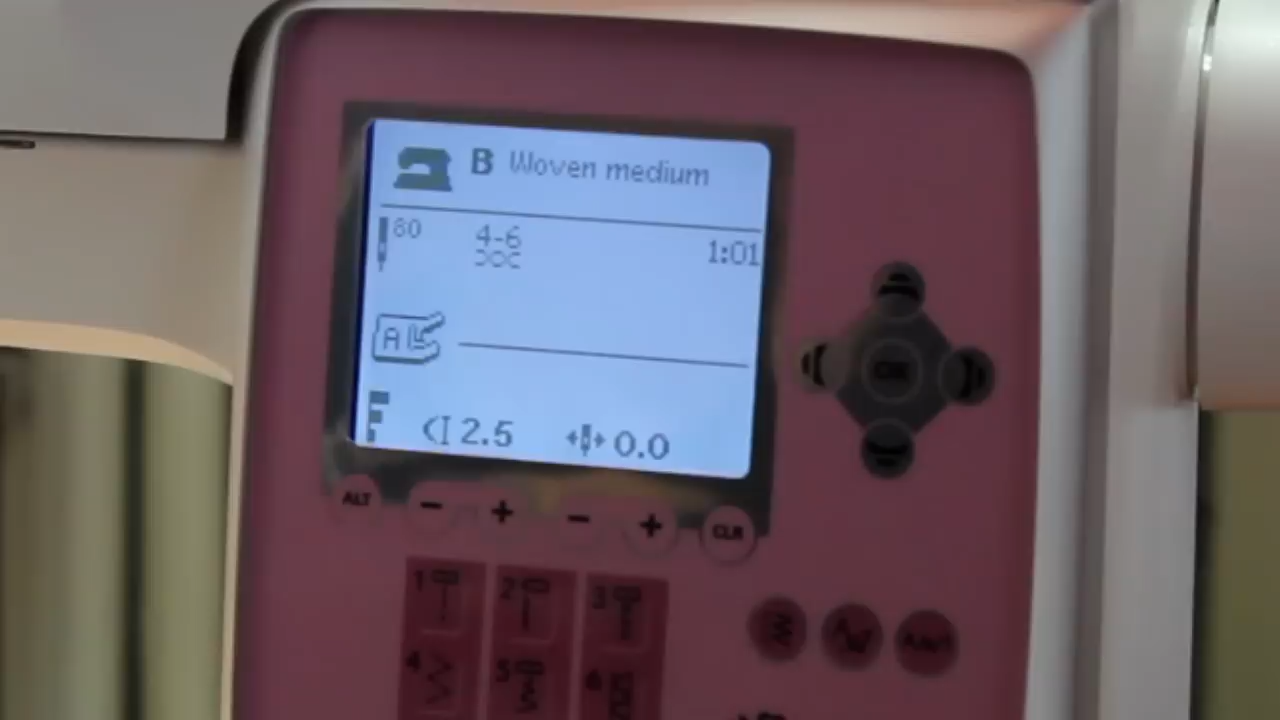 B Woven medium
80 4-6 1:01
A
2.5 0.0
ALT − + − + CLR
OK
1 2 3
4 5 6